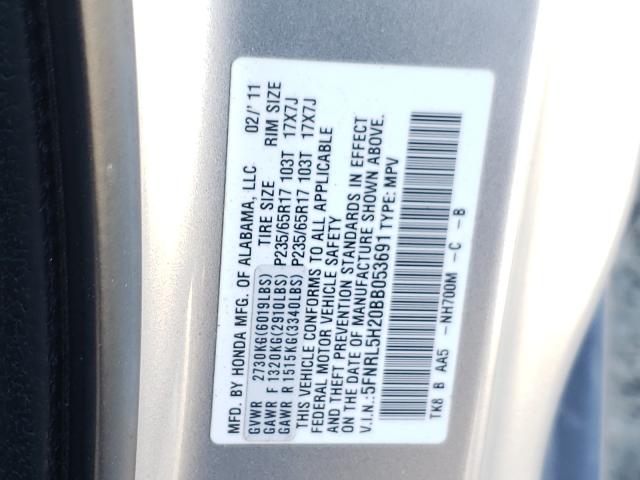 MFD. BY HONDA MFG. OF ALABAMA, LLC 02/'11
GVWR 2730KG(6019LBS) TIRE SIZE RIM SIZE
GAWR F 1320KG(2910LBS) P235/65R17 103T 17X7J
GAWR R 1515KG(3340LBS) P235/65R17 103T 17X7J
THIS VEHICLE CONFORMS TO ALL APPLICABLE
FEDERAL MOTOR VEHICLE SAFETY
AND THEFT PREVENTION STANDARDS IN EFFECT
ON THE DATE OF MANUFACTURE SHOWN ABOVE.
V.I.N.: 5FNRL5H20BB053691 TYPE: MPV
TK8 B AA5 -NH700M -C -B